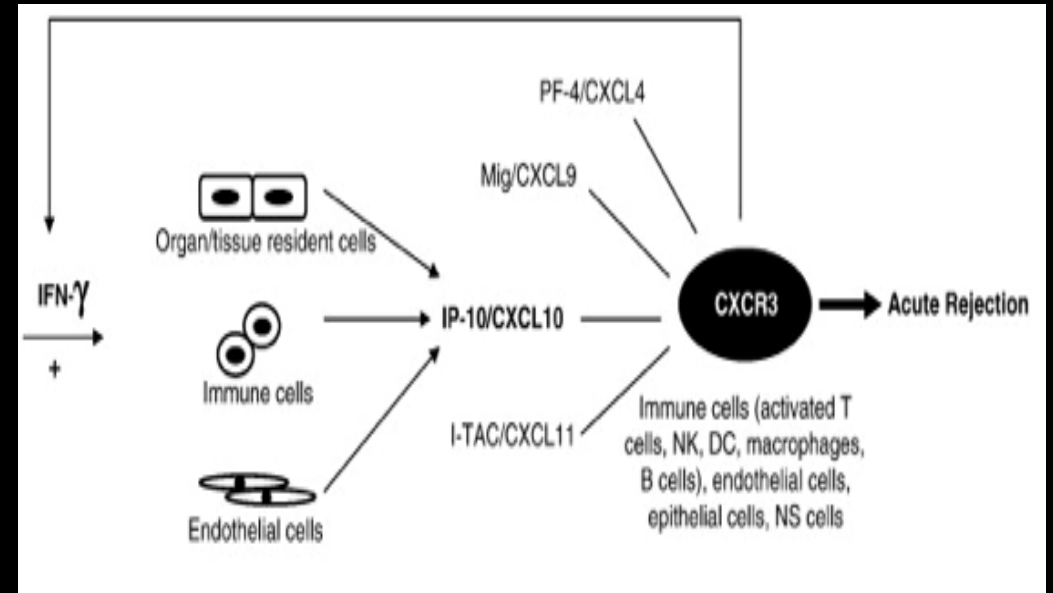 PF-4/CXCL4
Mig/CXCL9
Organ/tissue resident cells
IFN-γ
+
IP-10/CXCL10
CXCR3
Acute Rejection
Immune cells
I-TAC/CXCL11
Immune cells (activated T
cells, NK, DC, macrophages,
B cells), endothelial cells,
epithelial cells, NS cells
Endothelial cells